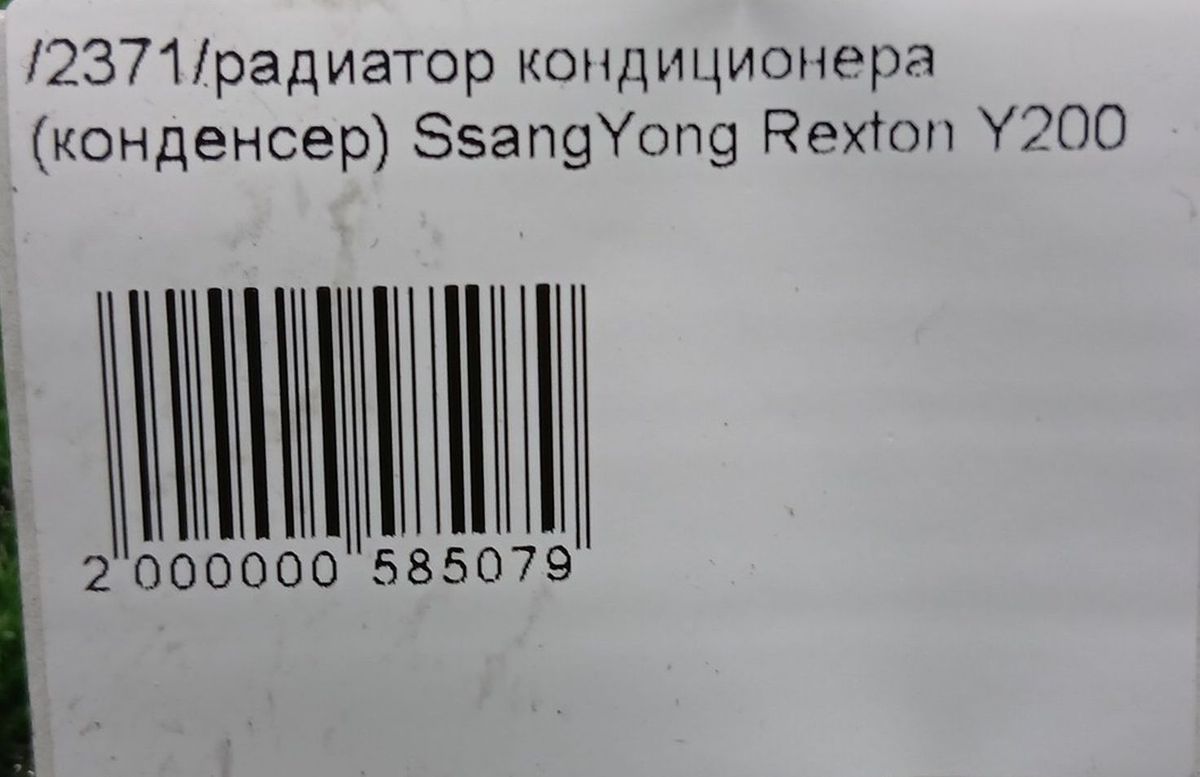 /2371/радиатор кондиционера
(конденсер) SsangYong Rexton Y200
2 000000 585079